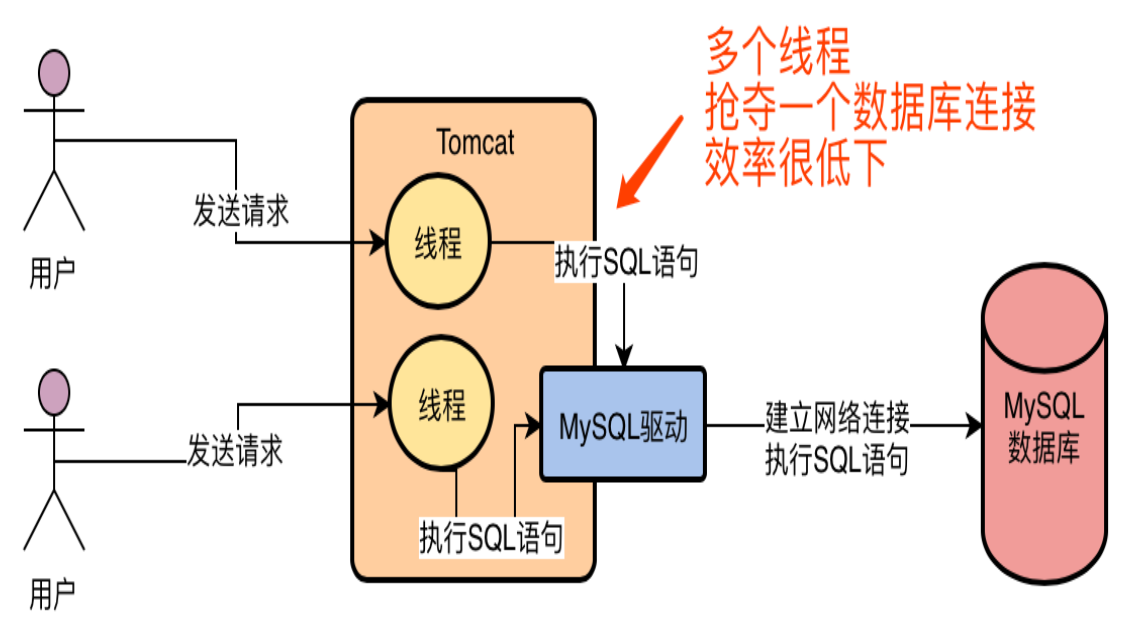 多个线程
抢夺一个数据库连接
效率很低下
Tomcat
发送请求
线程
用户
执行SQL语句
线程
MySQL驱动
建立网络连接
执行SQL语句
MySQL
数据库
发送请求
执行SQL语句
用户